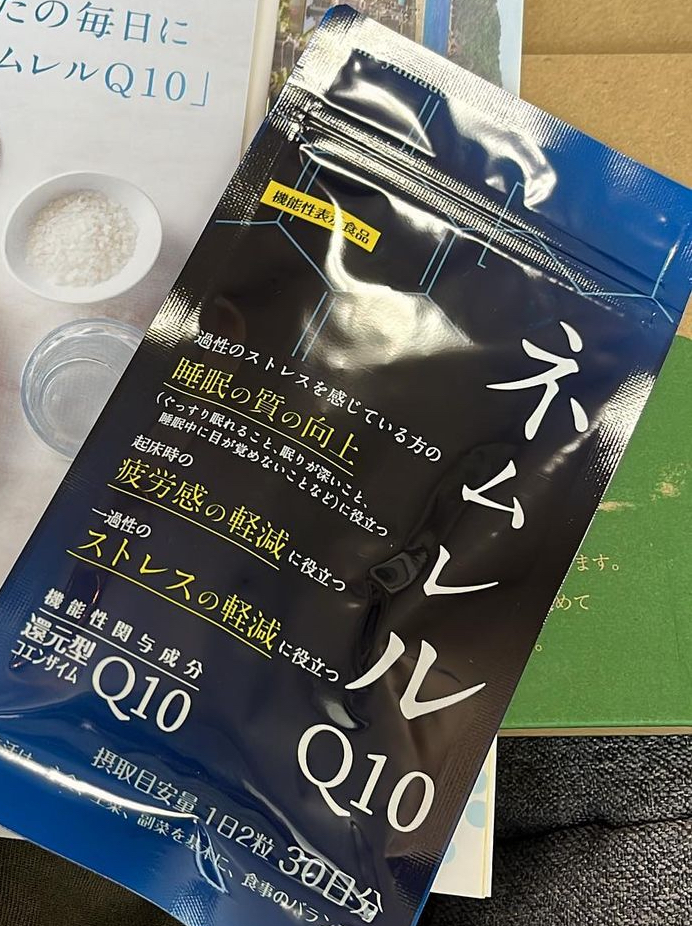 たの毎日に
ムレルQ10」
機能性表示食品
ネムレル
Q10
過性のストレスを感じている方の
睡眠の質の向上
(ぐっすり眠れること、眠りが深いこと、
睡眠中に目が覚めないことなど)に役立つ
起床時の
疲労感の軽減に役立つ
一過性の
ストレスの軽減に役立つ
機能性関与成分
還元型
コエンザイム
Q10
摂取目安量 1日2粒 30日分
副菜を基本に、食事のバラン
ます。
めて
。